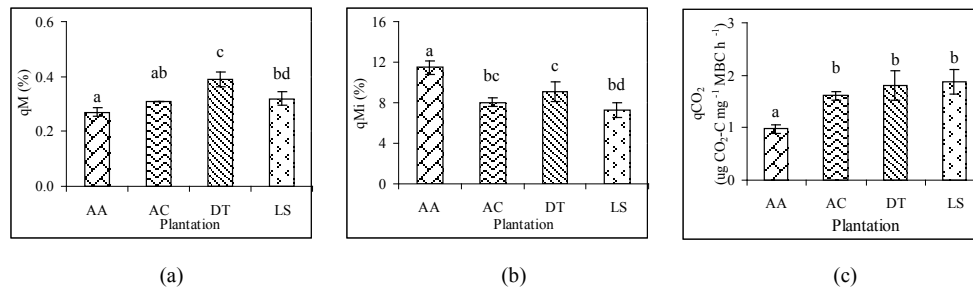 qM (%)
0.6
0.4
0.2
0.0
a
ab
c
bd
AA AC DT LS
Plantation
(a)
qMi (%)
16
12
8
4
0
a
bc
c
bd
AA AC DT LS
Plantation
(b)
qCO₂
(ug CO₂-C mg⁻¹ MBC h⁻¹)
3
2
1
0
a
b
b
b
AA AC DT LS
Plantation
(c)